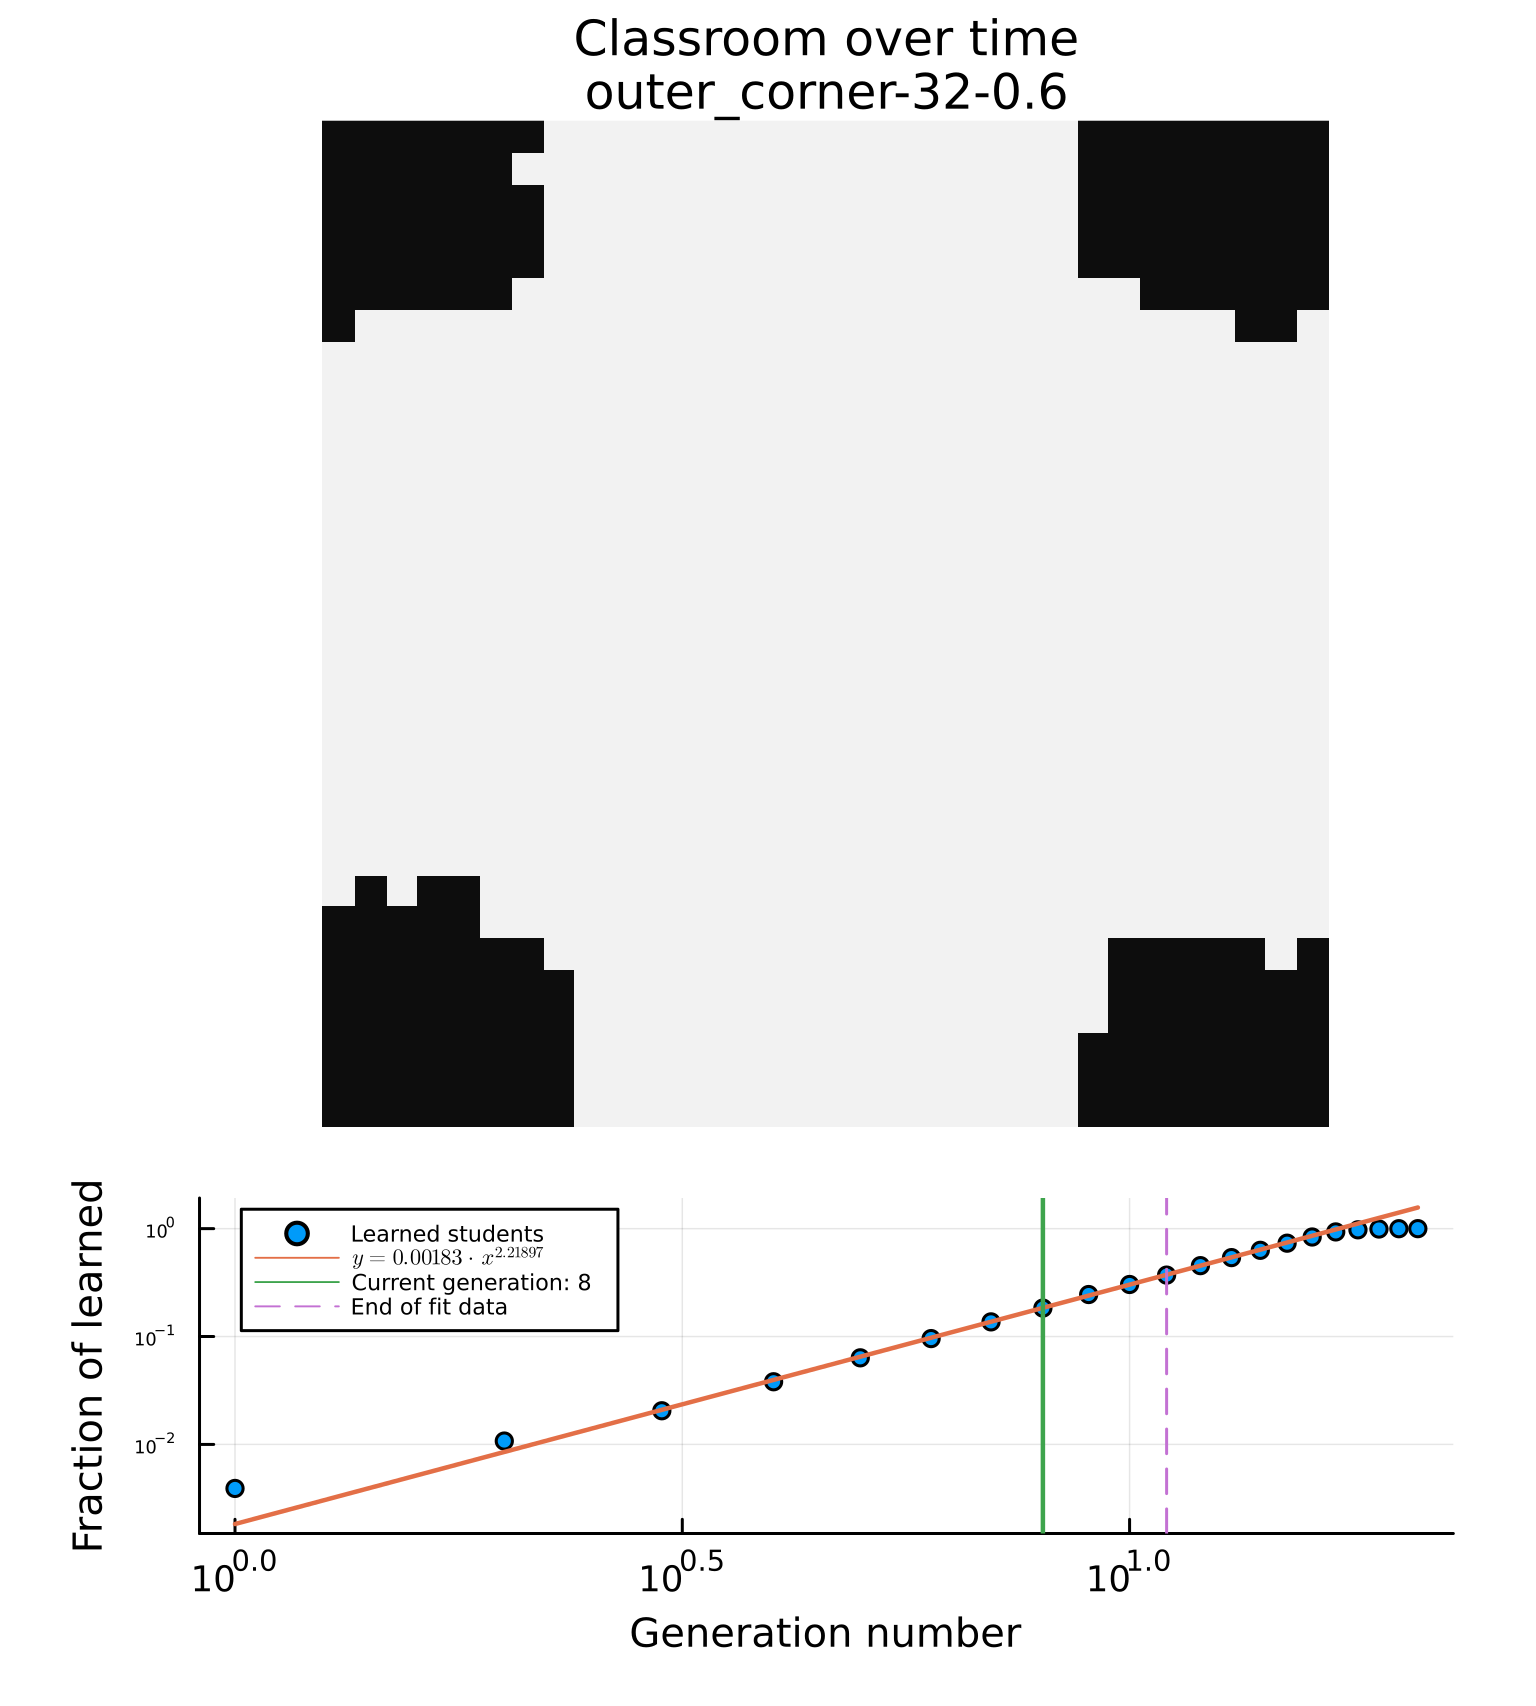 Classroom over time
outer_corner-32-0.6
Fraction of learned
10^0
10^-1
10^-2
Learned students
y = 0.00183 · x^2.21897
Current generation: 8
End of fit data
10^0.0
10^0.5
10^1.0
Generation number